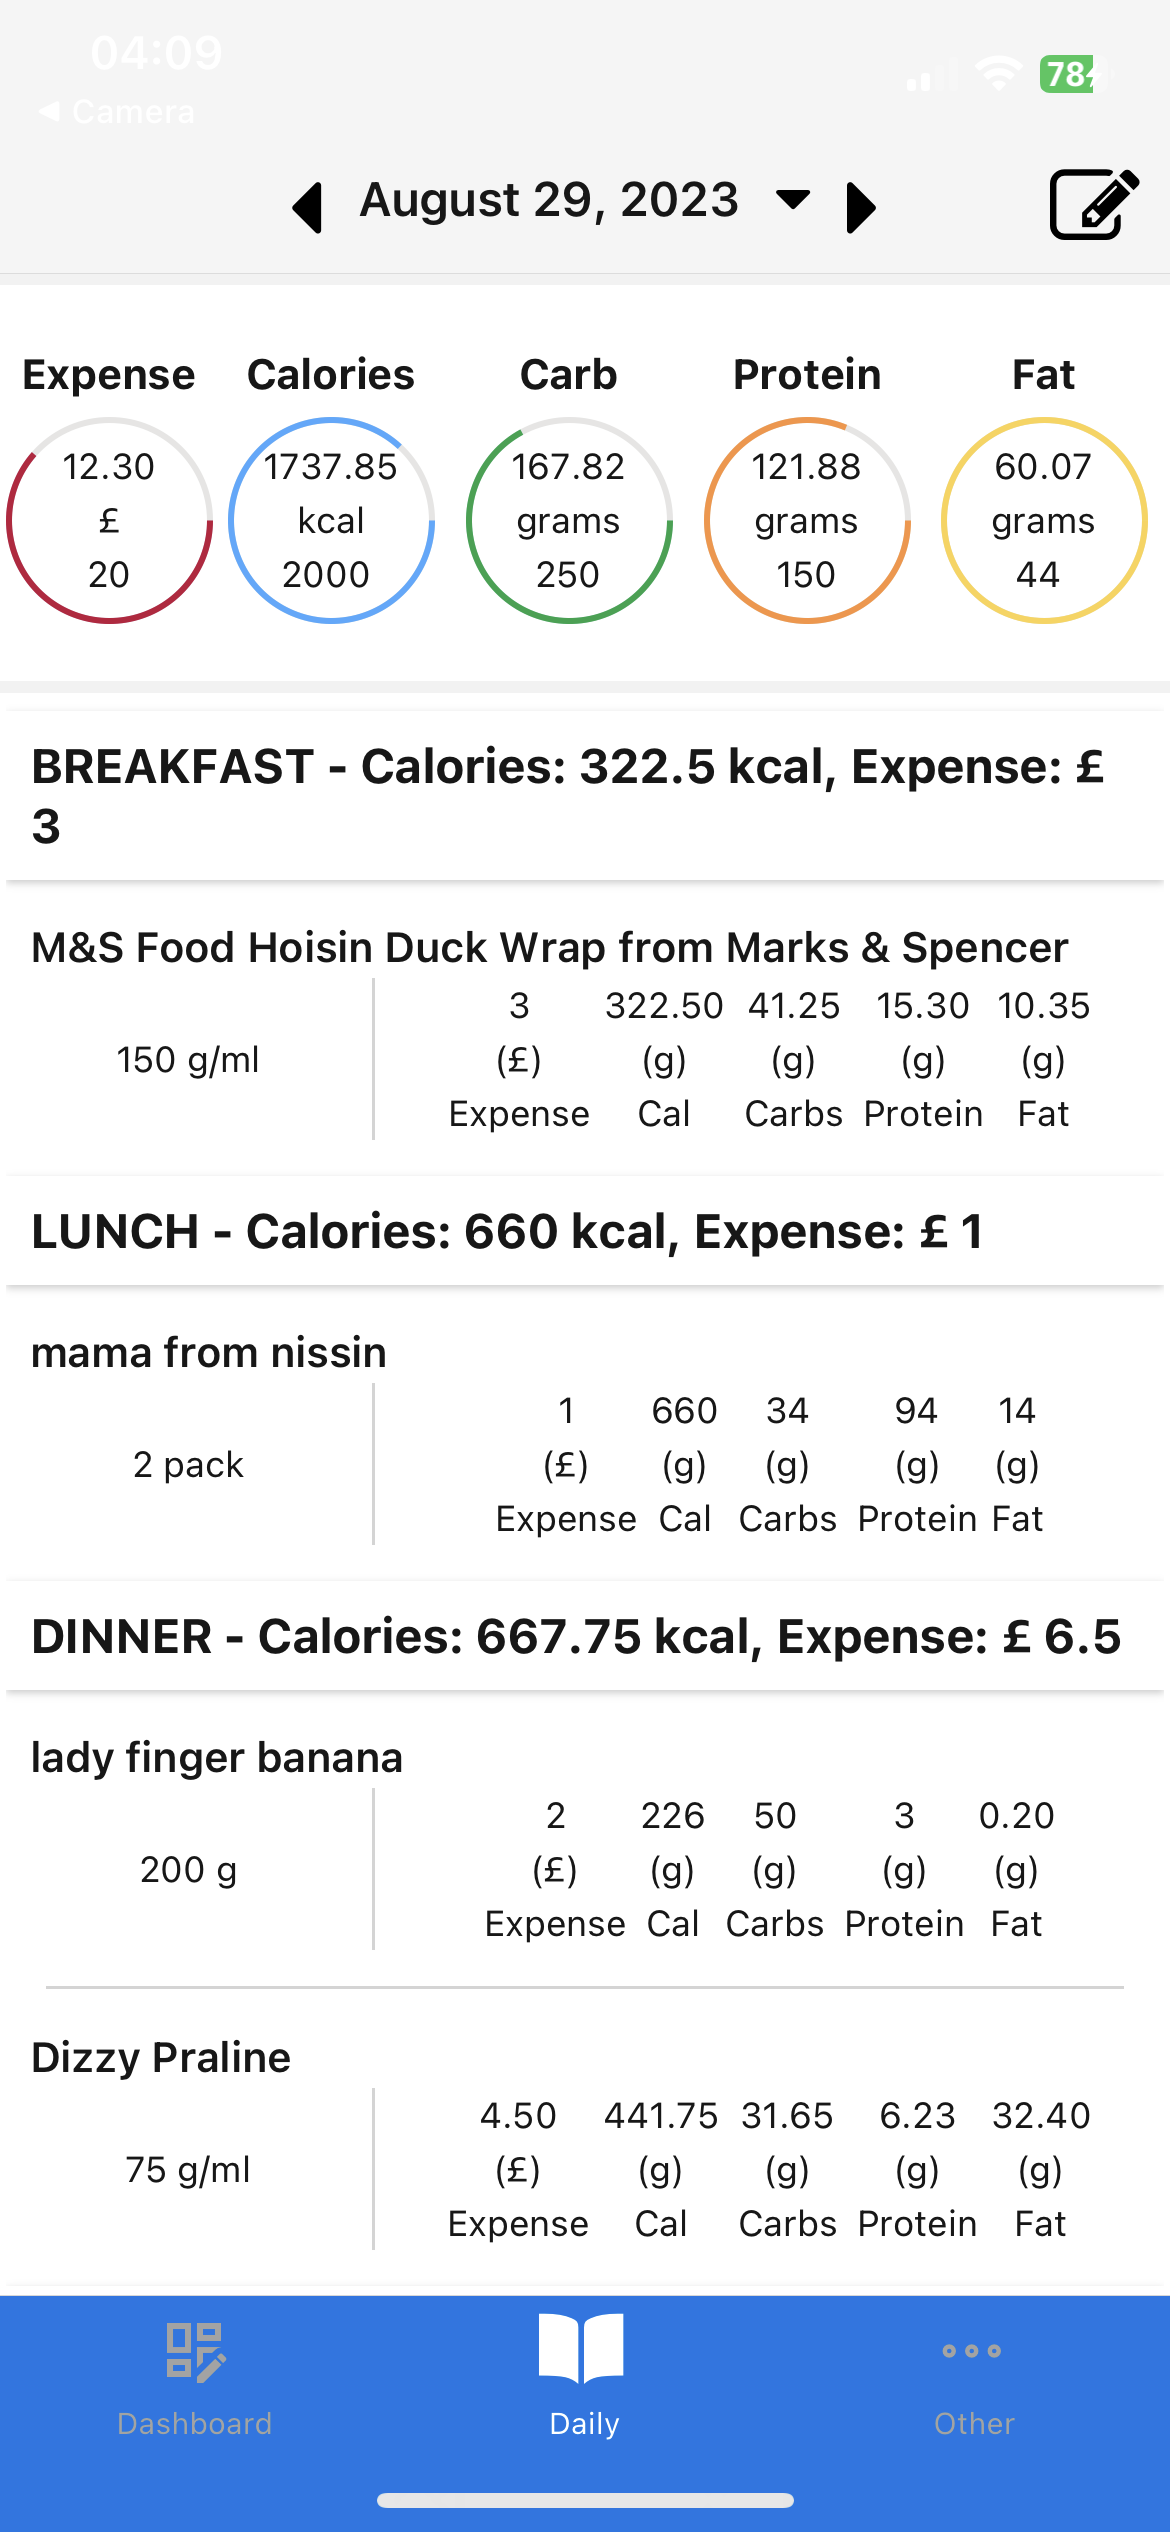 04:09
78
◀ Camera
August 29, 2023
Expense Calories Carb Protein Fat
12.30 1737.85 167.82 121.88 60.07
£ kcal grams grams grams
20 2000 250 150 44
BREAKFAST - Calories: 322.5 kcal, Expense: £
3
M&S Food Hoisin Duck Wrap from Marks & Spencer
3 322.50 41.25 15.30 10.35
150 g/ml (£) (g) (g) (g) (g)
Expense Cal Carbs Protein Fat
LUNCH - Calories: 660 kcal, Expense: £ 1
mama from nissin
1 660 34 94 14
2 pack (£) (g) (g) (g) (g)
Expense Cal Carbs Protein Fat
DINNER - Calories: 667.75 kcal, Expense: £ 6.5
lady finger banana
2 226 50 3 0.20
200 g (£) (g) (g) (g) (g)
Expense Cal Carbs Protein Fat
Dizzy Praline
4.50 441.75 31.65 6.23 32.40
75 g/ml (£) (g) (g) (g) (g)
Expense Cal Carbs Protein Fat
Dashboard Daily Other